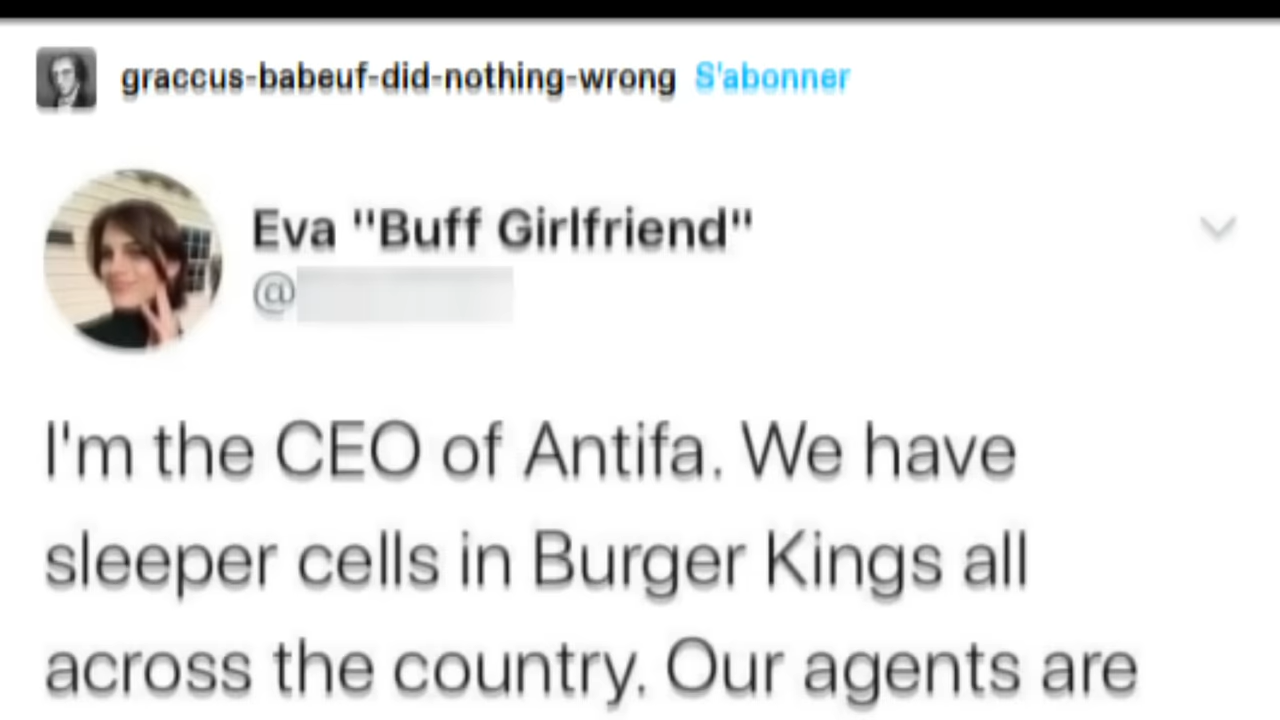 graccus-babeuf-did-nothing-wrong S'abonner
Eva "Buff Girlfriend"
@
I'm the CEO of Antifa. We have
sleeper cells in Burger Kings all
across the country. Our agents are